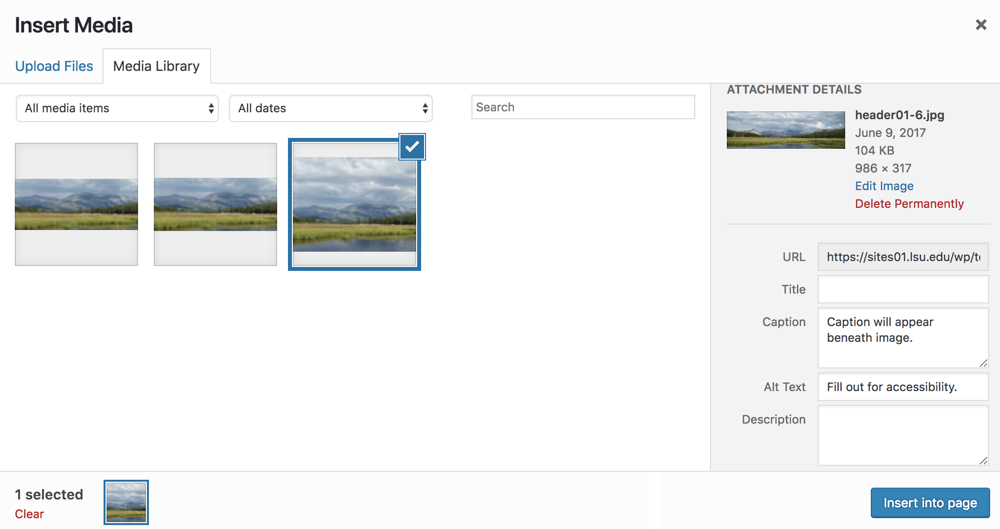 Insert Media
Upload Files
Media Library
All media items
All dates
Search
ATTACHMENT DETAILS
header01-6.jpg
June 9, 2017
104 KB
986 × 317
Edit Image
Delete Permanently
URL
https://sites01.lsu.edu/wp/
Title
Caption
Caption will appear
beneath image.
Alt Text
Fill out for accessibility.
Description
1 selected
Clear
Insert into page